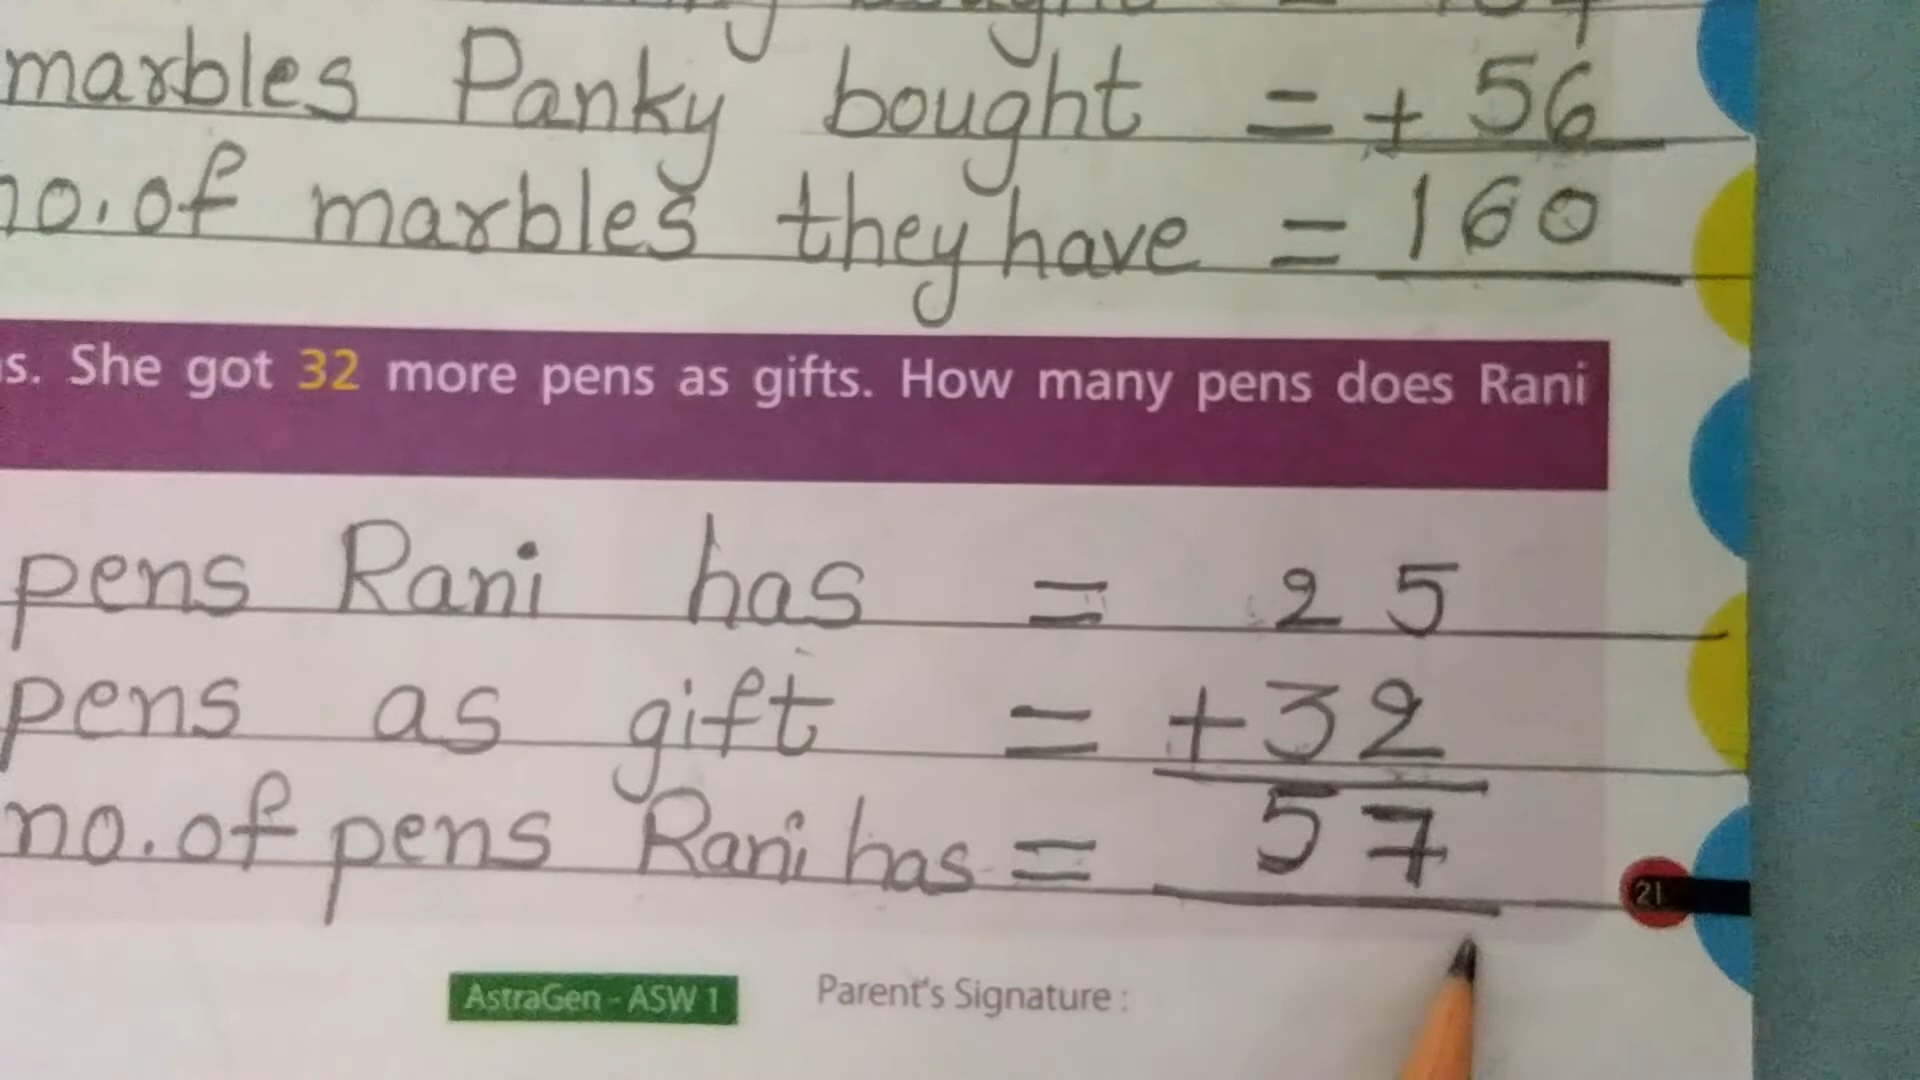 marbles Panky bought = + 56
no. of marbles they have = 160
s. She got 32 more pens as gifts. How many pens does Rani
pens Rani has = 25
pens as gift = +32
57
no. of pens Rani has =
21
AstraGen - ASW 1
Parent's Signature :